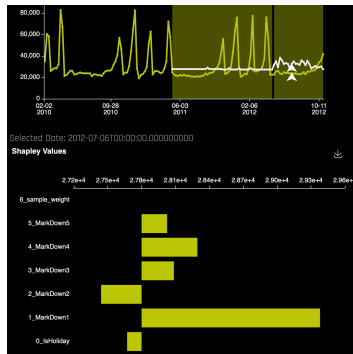 80,000
60,000
40,000
20,000
0
02-02 09-28 06-03 02-06 10-11
2010 2010 2011 2012 2012
Selected Date: 2012-07-06T00:00:00.000000000
Shapley Values
2.72e+4 2.75e+4 2.78e+4 2.81e+4 2.84e+4 2.87e+4 2.9e+4 2.93e+4 2.96e+4
6_sample_weight
5_MarkDown5
4_MarkDown4
3_MarkDown3
2_MarkDown2
1_MarkDown1
0_IsHoliday